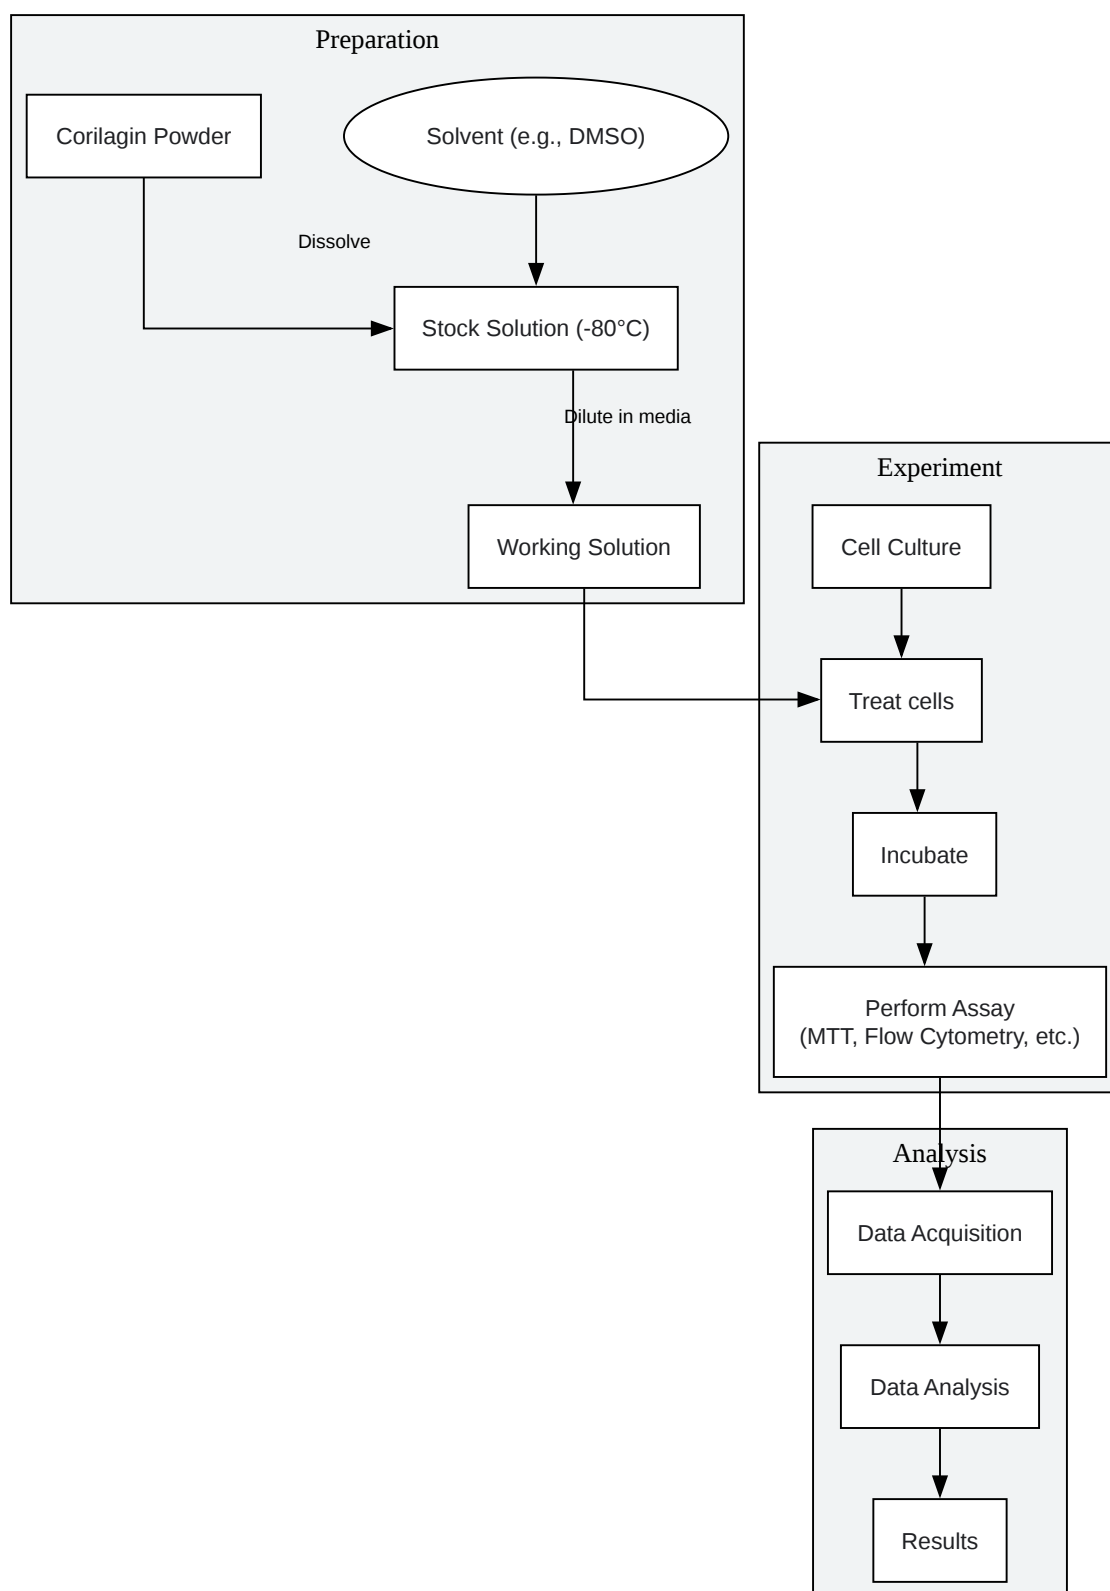 Preparation
Corilagin Powder
Solvent (e.g., DMSO)
Dissolve
Stock Solution (-80°C)
Dilute in media
Working Solution
Experiment
Cell Culture
Treat cells
Incubate
Perform Assay
(MTT, Flow Cytometry, etc.)
Analysis
Data Acquisition
Data Analysis
Results